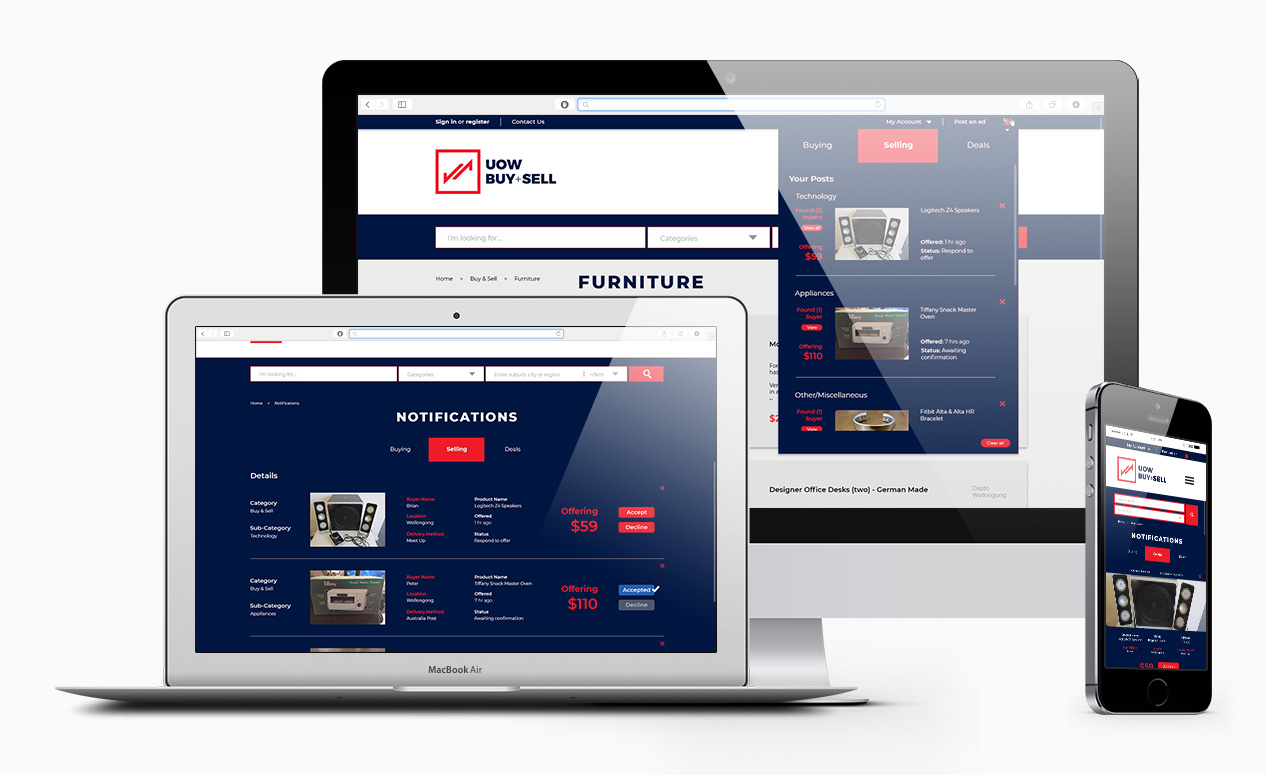 Sign in or register
Contact Us
My Account
Post an ad
UOW
BUY+SELL
I'm looking for...
Categories
Home > Buy & Sell > Furniture
FURNITURE
Buying
Selling
Deals
Your Posts
Technology
Found (2)
buyers
View all
Offering
$59
Logitech Z4 Speakers
Offered: 1 hr ago
Status: Respond to
offer
Appliances
Found (1)
buyer
View
Offering
$110
Tiffany Snack Master
Oven
Offered: 7 hrs ago
Status: Awaiting
confirmation
Other/Miscellaneous
Found (1)
buyer
View
Fitbit Alta & Alta HR
Bracelet
Clear all
Designer Office Desks (two) - German Made
Depto
Wollongong
I'm looking for...
Categories
Enter suburb, city or region
+0km
Home > Notifications
NOTIFICATIONS
Buying
Selling
Deals
Details
Category
Buy & Sell
Sub-Category
Technology
Buyer Name
Brian
Location
Wollongong
Delivery Method
Meet Up
Product Name
Logitech Z4 Speakers
Offered
1 hr ago
Status
Respond to offer
Offering
$59
Accept
Decline
Category
Buy & Sell
Sub-Category
Appliances
Buyer Name
Peter
Location
Wollongong
Delivery Method
Australia Post
Product Name
Tiffany Snack Master Oven
Offered
7 hr ago
Status
Awaiting confirmation
Offering
$110
Accepted
Decline
MacBook Air
UOW
BUY+SELL
NOTIFICATIONS
$59
Accept